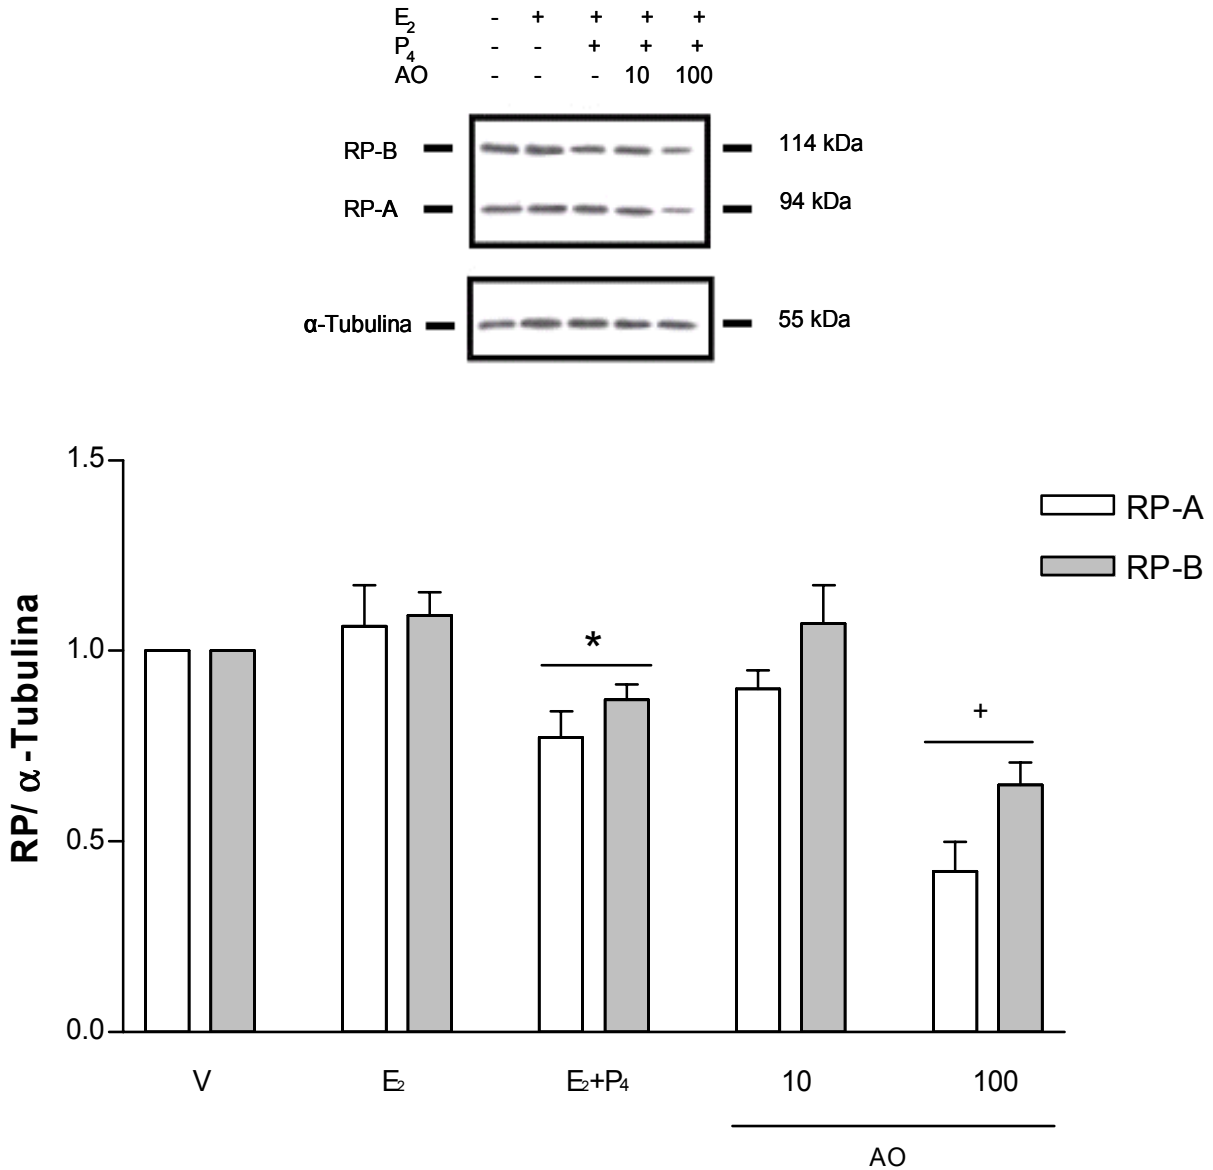 E2 - + + + +
P4 - - + + +
AO - - - 10 100
RP-B 114 kDa
RP-A 94 kDa
α-Tubulina 55 kDa
1.5
1.0
0.5
0.0
RP/α-Tubulina
RP-A
RP-B
*
+
V E2 E2+P4 10 100
AO